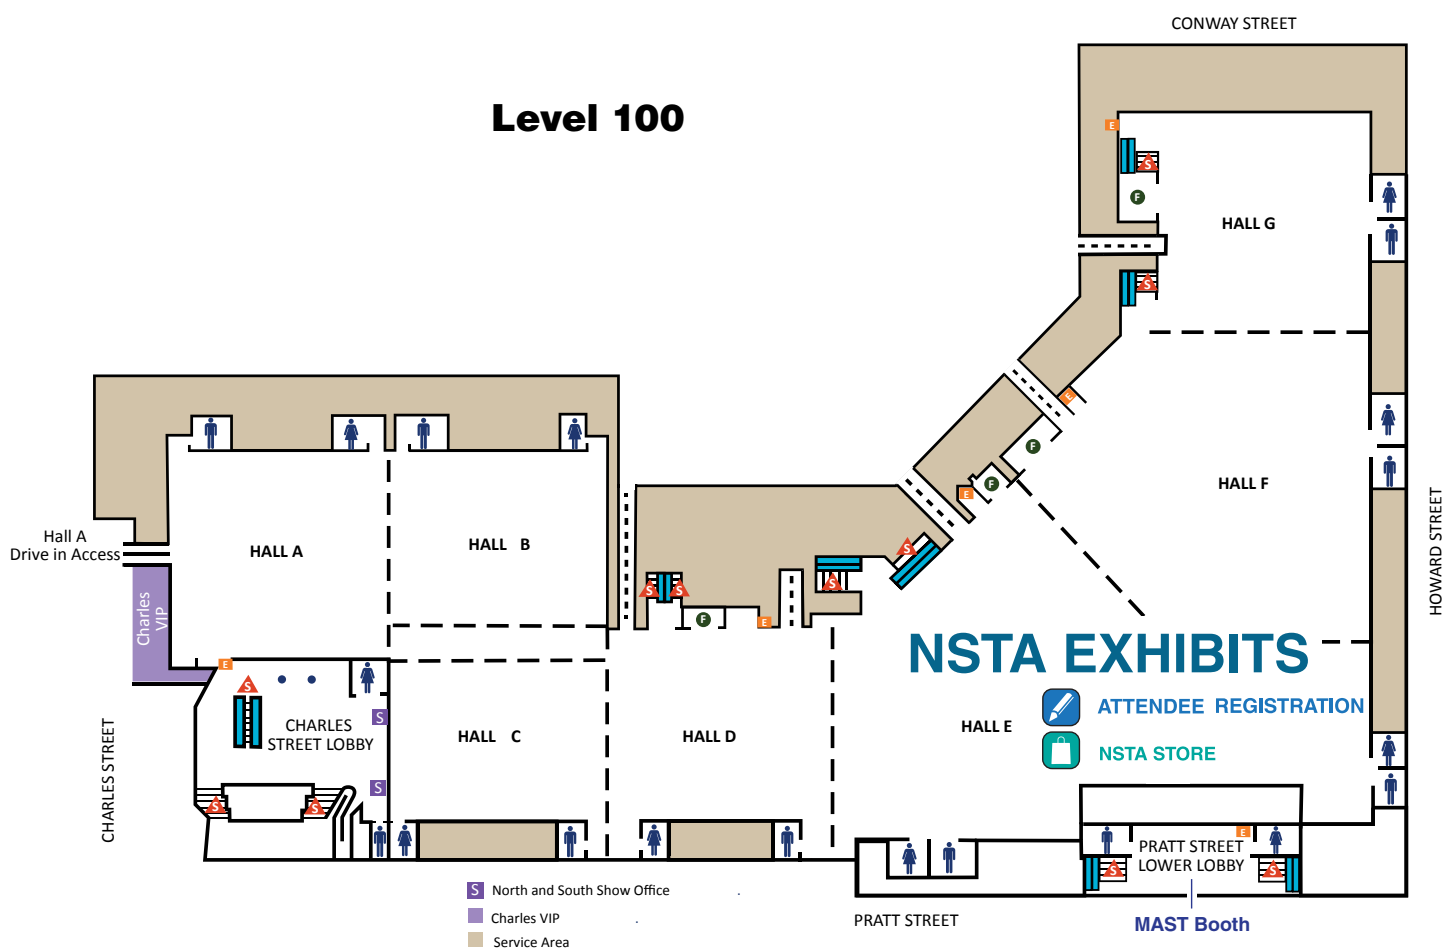 CONWAY STREET
Level 100
E
S
F
HALL G
S
E
F
HALL F
F
E
HOWARD STREET
Hall A
Drive in Access
HALL A
HALL B
S
S
S
S
F
E
Charles
VIP
NSTA EXHIBITS
E
S
S
CHARLES
STREET LOBBY
HALL C
HALL D
HALL E
ATTENDEE REGISTRATION
NSTA STORE
CHARLES STREET
S
S
S
E
PRATT STREET
LOWER LOBBY
S
S
S North and South Show Office .
Charles VIP .
Service Area
PRATT STREET
MAST Booth